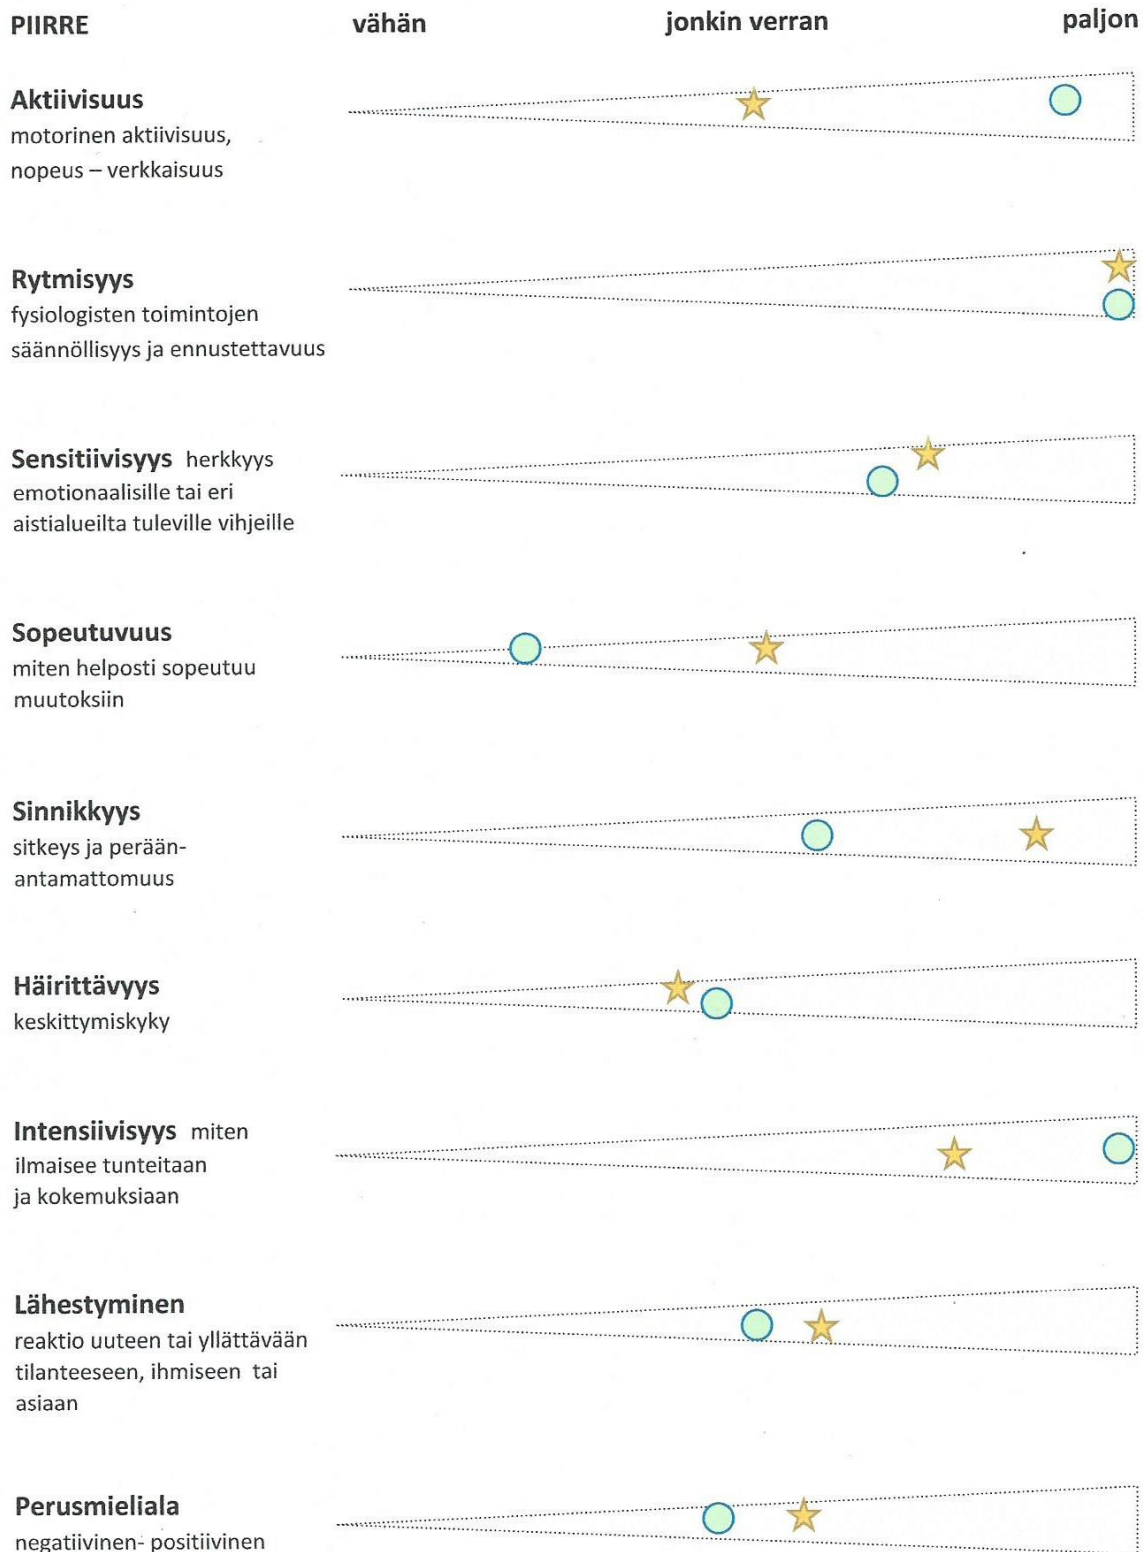 PIIRRE vähän jonkin verran paljon
Aktiivisuus
motorinen aktiivisuus,
nopeus – verkkaisuus
Rytmisyys
fysiologisten toimintojen
säännöllisyys ja ennustettavuus
Sensitiivisyys herkkyys
emotionaalisille tai eri
aistialueilta tuleville vihjeille
Sopeutuvuus
miten helposti sopeutuu
muutoksiin
Sinnikkyys
sitkeys ja perään-
antamattomuus
Häirittävyys
keskittymiskyky
Intensiivisyys miten
ilmaisee tunteitaan
ja kokemuksiaan
Lähestyminen
reaktio uuteen tai yllättävään
tilanteeseen, ihmiseen tai
asiaan
Perusmieliala
negatiivinen- positiivinen